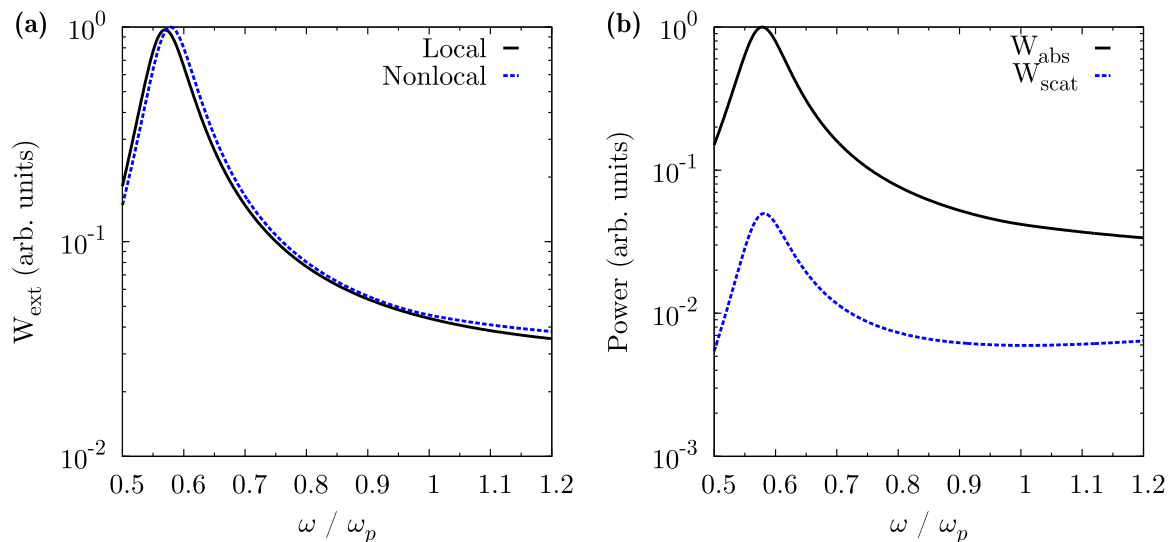 (a)
W_ext (arb. units)
10^0
10^-1
10^-2
Local
Nonlocal
0.5 0.6 0.7 0.8 0.9 1 1.1 1.2
ω / ω_p
(b)
Power (arb. units)
10^0
10^-1
10^-2
10^-3
W_abs
W_scat
0.5 0.6 0.7 0.8 0.9 1 1.1 1.2
ω / ω_p